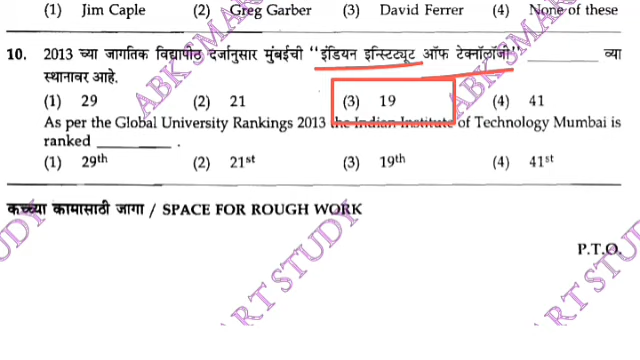 (1) Jim Caple (2) Greg Garber (3) David Ferrer (4) None of these
10. 2013 च्या जागतिक विद्यापीठ दर्जानुसार मुंबईची "इंडियन इन्स्टिट्यूट ऑफ टेक्नॉलॉजी" ________ व्या
स्थानावर आहे.
(1) 29 (2) 21 (3) 19 (4) 41
As per the Global University Rankings 2013 the Indian Institute of Technology Mumbai is
ranked ________ .
(1) 29th (2) 21st (3) 19th (4) 41st
कच्च्या कामासाठी जागा / SPACE FOR ROUGH WORK
P.T.O.
ABK SMART STUDY